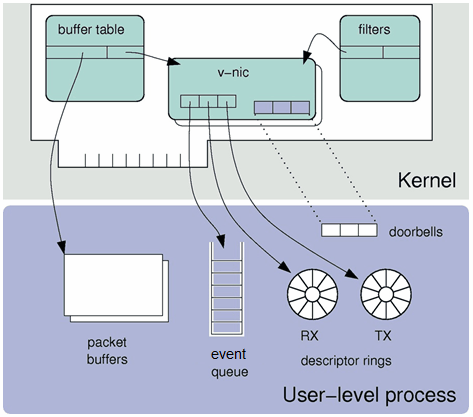 buffer table
filters
v-nic
Kernel
doorbells
packet
buffers
event
queue
RX
TX
descriptor rings
User-level process